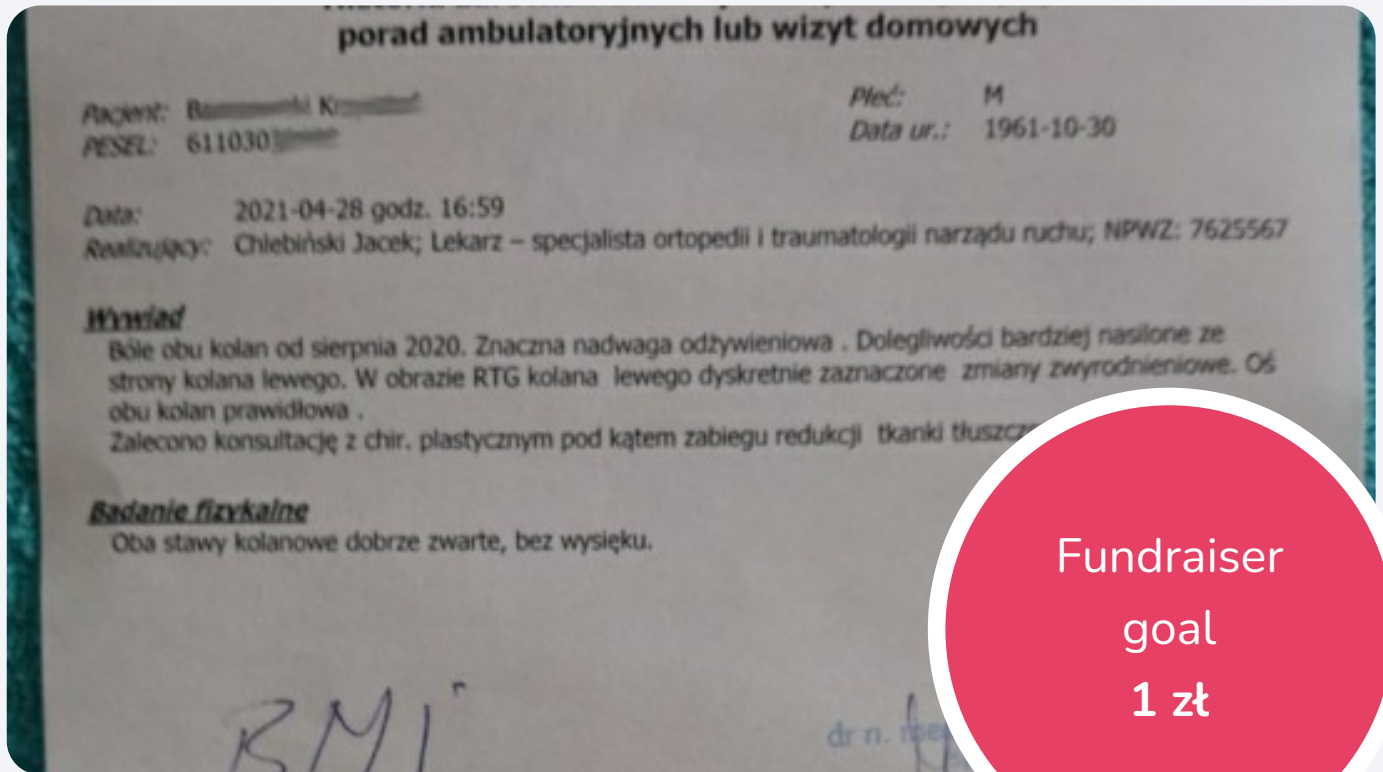 porad ambulatoryjnych lub wizyt domowych
Pacjent: Płeć: M
PESEL: 611030 Data ur.: 1961-10-30
Data: 2021-04-28 godz. 16:59
Realizujący: Chlebiński Jacek; Lekarz – specjalista ortopedii i traumatologii narządu ruchu; NPWZ: 7625567
Wywiad
Bóle obu kolan od sierpnia 2020. Znaczna nadwaga odżywieniowa . Dolegliwości bardziej nasilone ze
strony kolana lewego. W obrazie RTG kolana lewego dyskretnie zaznaczone zmiany zwyrodnieniowe. Oś
obu kolan prawidłowa .
Zalecono konsultację z chir. plastycznym pod kątem zabiegu redukcji tkanki
Badanie fizykalne
Oba stawy kolanowe dobrze zwarte, bez wysięku.
BMI
dr n.
Fundraiser
goal
1 zł